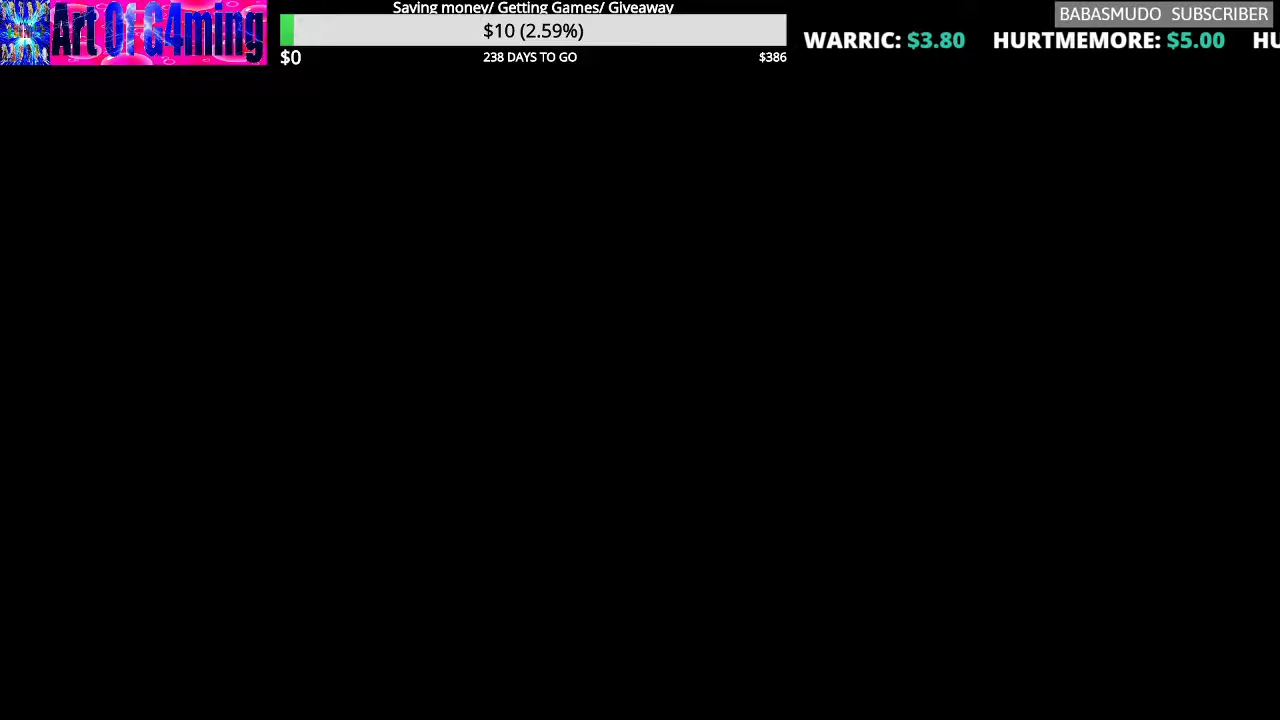 Art Of G4ming
Saving money/ Getting Games/ Giveaway
$10 (2.59%)
$0
238 DAYS TO GO
$386
BABASMUDO SUBSCRIBER
WARRIC: $3.80 HURTMEMORE: $5.00 HU